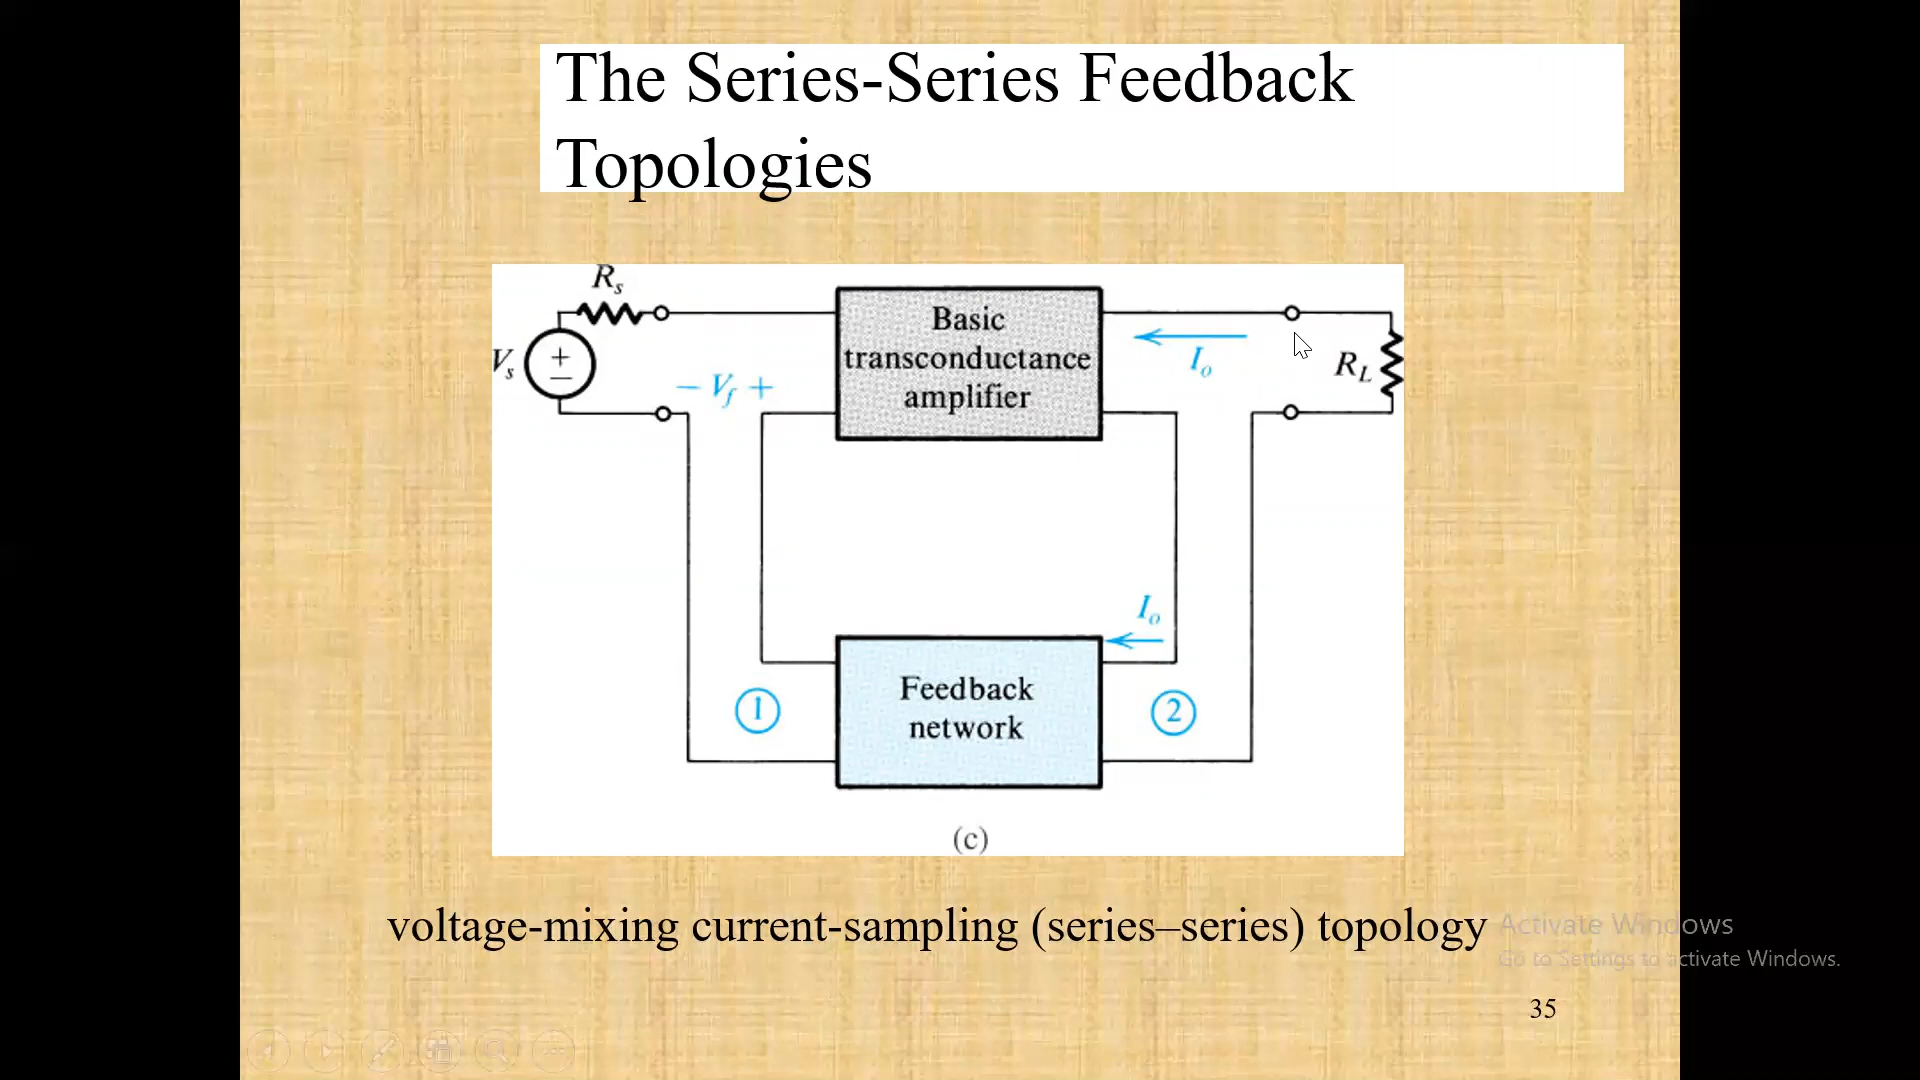 The Series-Series Feedback
Topologies
Rs
Vs
+
−
− Vf +
Basic
transconductance
amplifier
Io
RL
Io
Feedback
network
1
2
(c)
voltage-mixing current-sampling (series–series) topology
Activate Windows
Go to Settings to activate Windows.
35